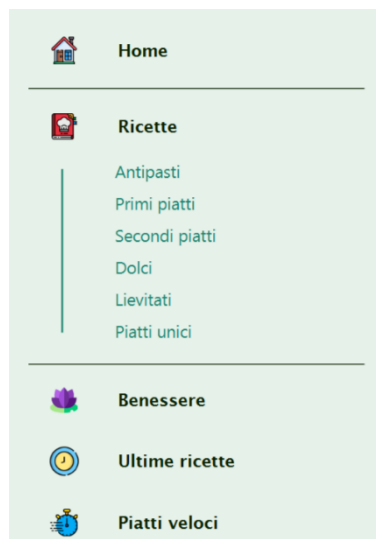 Home
Ricette
Antipasti
Primi piatti
Secondi piatti
Dolci
Lievitati
Piatti unici
Benessere
Ultime ricette
Piatti veloci